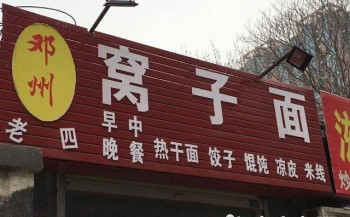 邓州
窝子面
老四
早中
晚餐 热干面 饺子 馄饨 凉皮 米线